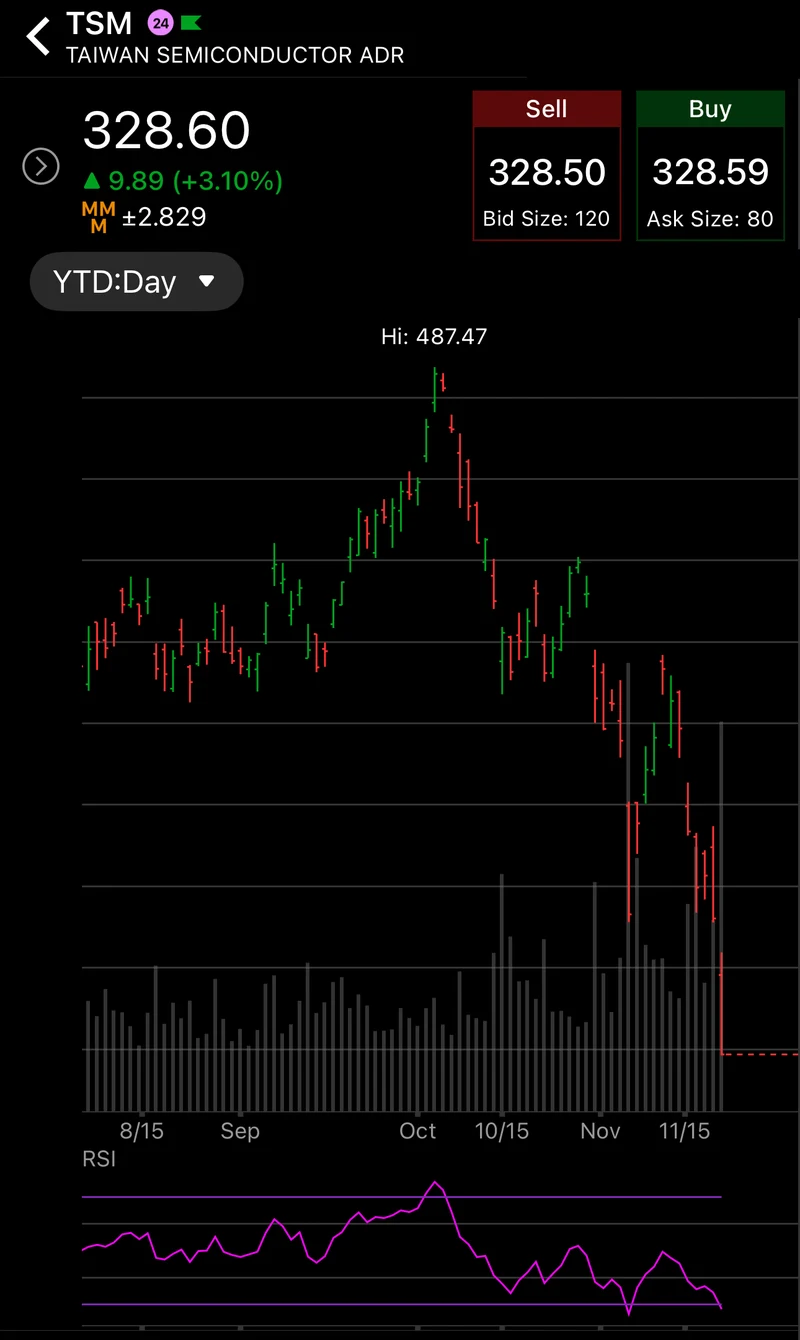 TSM 24
TAIWAN SEMICONDUCTOR ADR
328.60
▲ 9.89 (+3.10%)
MM
M ±2.829
Sell
328.50
Bid Size: 120
Buy
328.59
Ask Size: 80
YTD:Day ▼
Hi: 487.47
8/15 Sep Oct 10/15 Nov 11/15
RSI